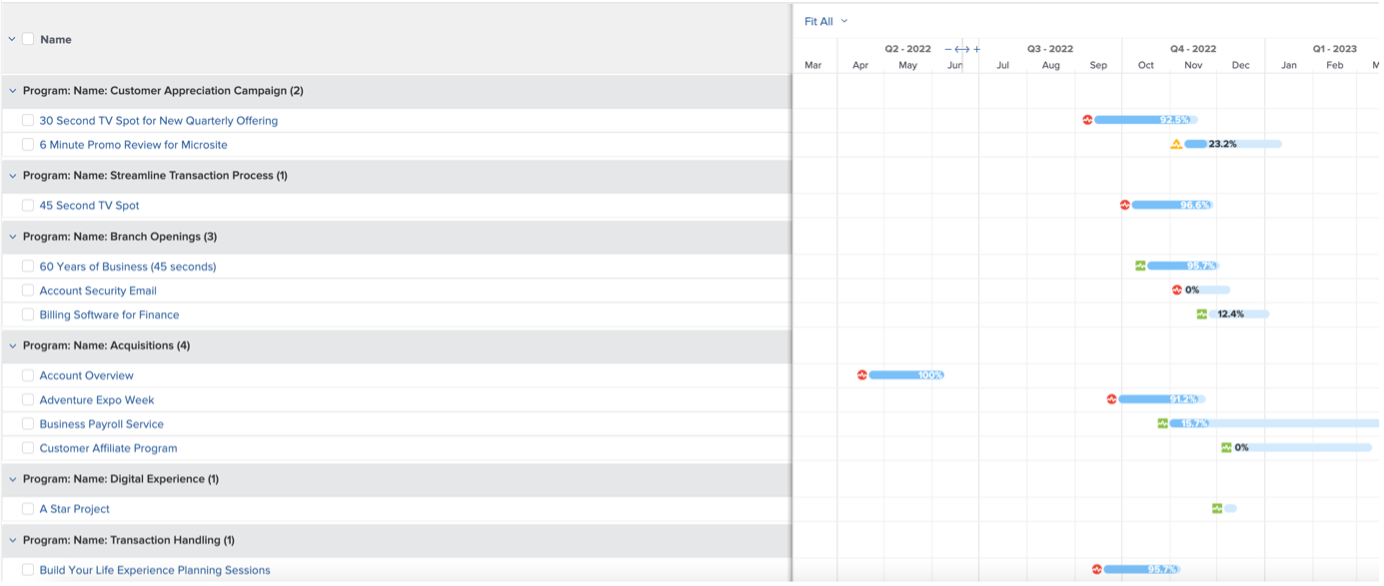 Fit All
Name
Q2 - 2022 Q3 - 2022 Q4 - 2022 Q1 - 2023
Mar Apr May Jun Jul Aug Sep Oct Nov Dec Jan Feb M
Program: Name: Customer Appreciation Campaign (2)
30 Second TV Spot for New Quarterly Offering 92.5%
6 Minute Promo Review for Microsite 23.2%
Program: Name: Streamline Transaction Process (1)
45 Second TV Spot 96.6%
Program: Name: Branch Openings (3)
60 Years of Business (45 seconds) 95.7%
Account Security Email 0%
Billing Software for Finance 12.4%
Program: Name: Acquisitions (4)
Account Overview 100%
Adventure Expo Week 91.2%
Business Payroll Service 15.7%
Customer Affiliate Program 0%
Program: Name: Digital Experience (1)
A Star Project
Program: Name: Transaction Handling (1)
Build Your Life Experience Planning Sessions 95.7%